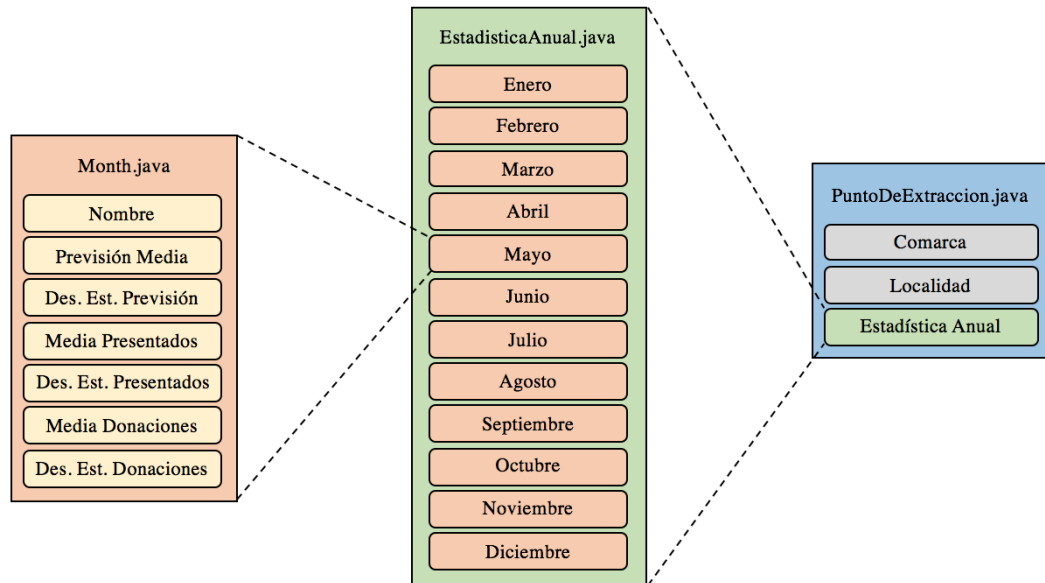 Month.java
Nombre
Previsión Media
Des. Est. Previsión
Media Presentados
Des. Est. Presentados
Media Donaciones
Des. Est. Donaciones
EstadisticaAnual.java
Enero
Febrero
Marzo
Abril
Mayo
Junio
Julio
Agosto
Septiembre
Octubre
Noviembre
Diciembre
PuntoDeExtraccion.java
Comarca
Localidad
Estadística Anual